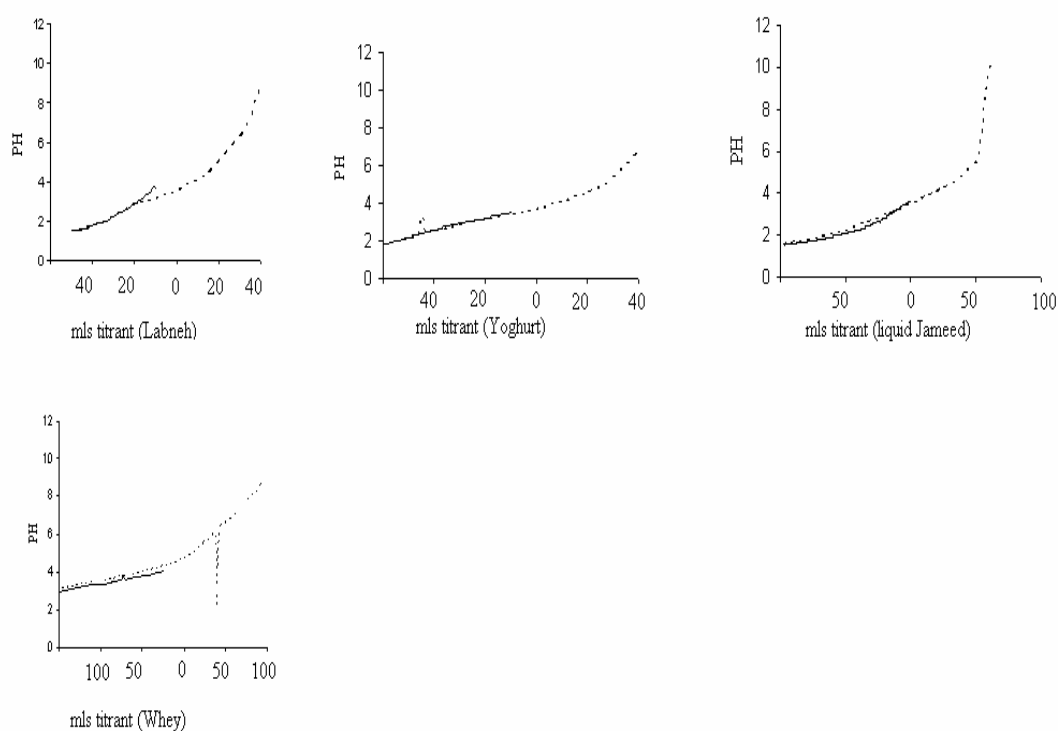 12
10
8
6
4
2
0
PH
40 20 0 20 40
mls titrant (Labneh)
12
10
8
6
4
2
0
PH
40 20 0 20 40
mls titrant (Yoghurt)
12
10
8
6
4
2
0
PH
50 0 50 100
mls titrant (liquid Jameed)
12
10
8
6
4
2
0
PH
100 50 0 50 100
mls titrant (Whey)